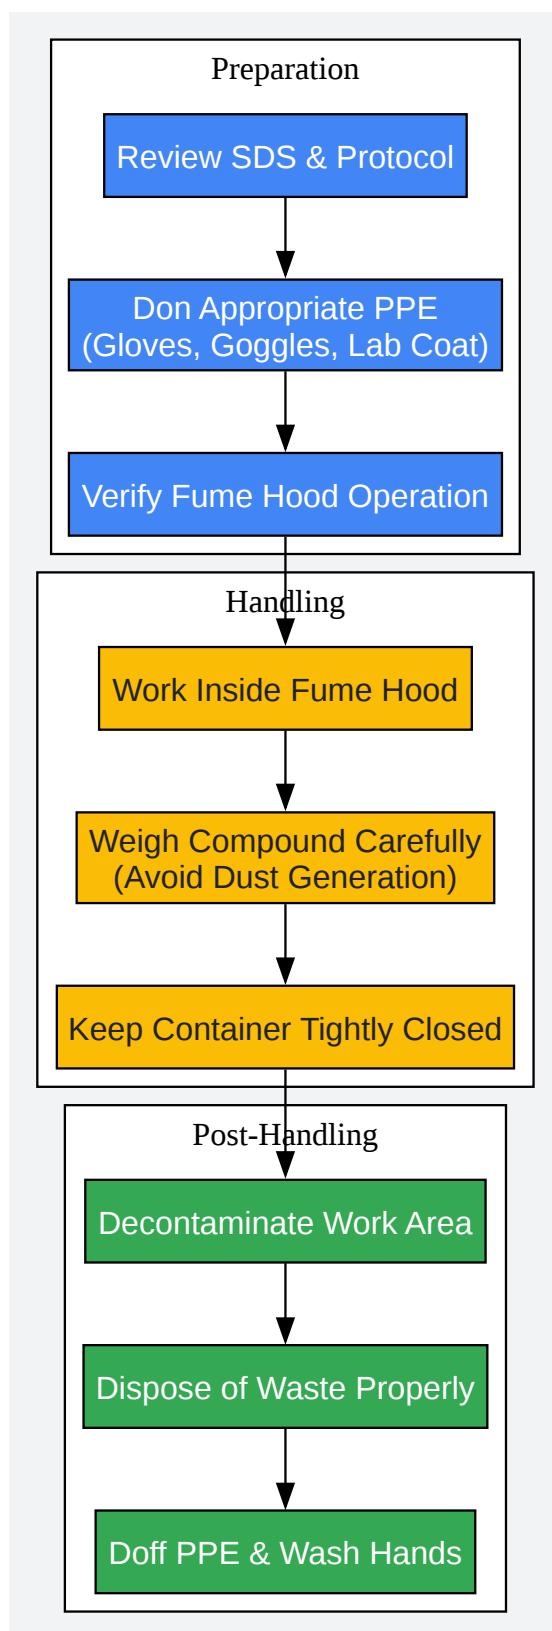 Preparation
Review SDS & Protocol
Don Appropriate PPE
(Gloves, Goggles, Lab Coat)
Verify Fume Hood Operation
Handling
Work Inside Fume Hood
Weigh Compound Carefully
(Avoid Dust Generation)
Keep Container Tightly Closed
Post-Handling
Decontaminate Work Area
Dispose of Waste Properly
Doff PPE & Wash Hands